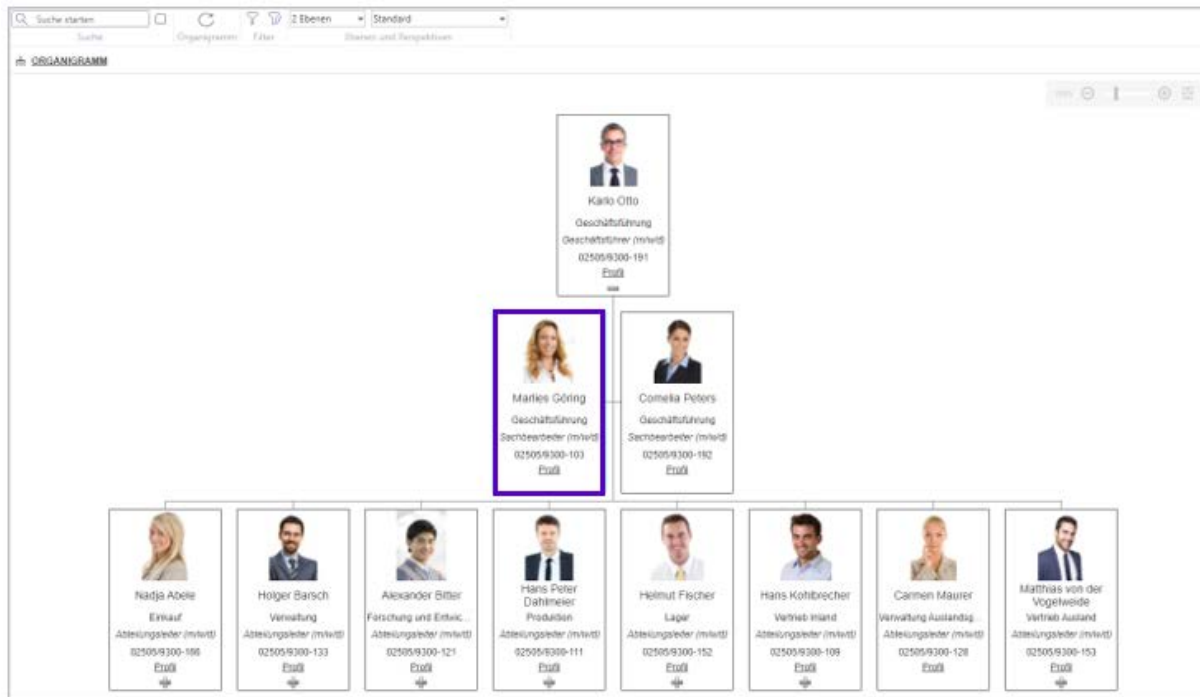 Suche starten
2 Ebenen
Standard
Suche
Organigramm
Filter
Ebenen und Perspektiven
ORGANIGRAMM
Karlo Otto
Geschäftsführung
Geschäftsführer (m/w/d)
02505/9300-191
Profil
Marlies Göring
Geschäftsführung
Sachbearbeiter (m/w/d)
02505/9300-103
Profil
Cornelia Peters
Geschäftsführung
Sachbearbeiter (m/w/d)
02505/9300-192
Profil
Nadja Abele
Einkauf
Abteilungsleiter (m/w/d)
02505/9300-166
Profil
Holger Barsch
Verwaltung
Abteilungsleiter (m/w/d)
02505/9300-133
Profil
Alexander Bitter
Forschung und Entwic...
Abteilungsleiter (m/w/d)
02505/9300-121
Profil
Hans Peter
Dahlmeier
Produktion
Abteilungsleiter (m/w/d)
02505/9300-111
Profil
Helmut Fischer
Lager
Abteilungsleiter (m/w/d)
02505/9300-152
Profil
Hans Kohlbrecher
Vertrieb Inland
Abteilungsleiter (m/w/d)
02505/9300-109
Profil
Carmen Maurer
Verwaltung Auslandsg...
Abteilungsleiter (m/w/d)
02505/9300-128
Profil
Matthias von der
Vogelweide
Vertrieb Ausland
Abteilungsleiter (m/w/d)
02505/9300-153
Profil